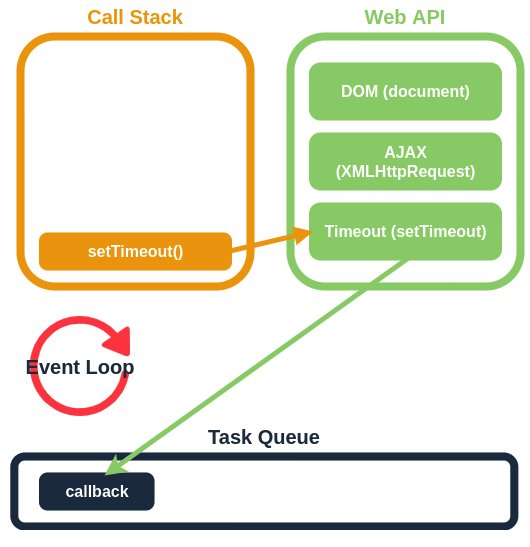 Call Stack
Web API
DOM (document)
AJAX
(XMLHttpRequest)
setTimeout()
Timeout (setTimeout)
Event Loop
Task Queue
callback